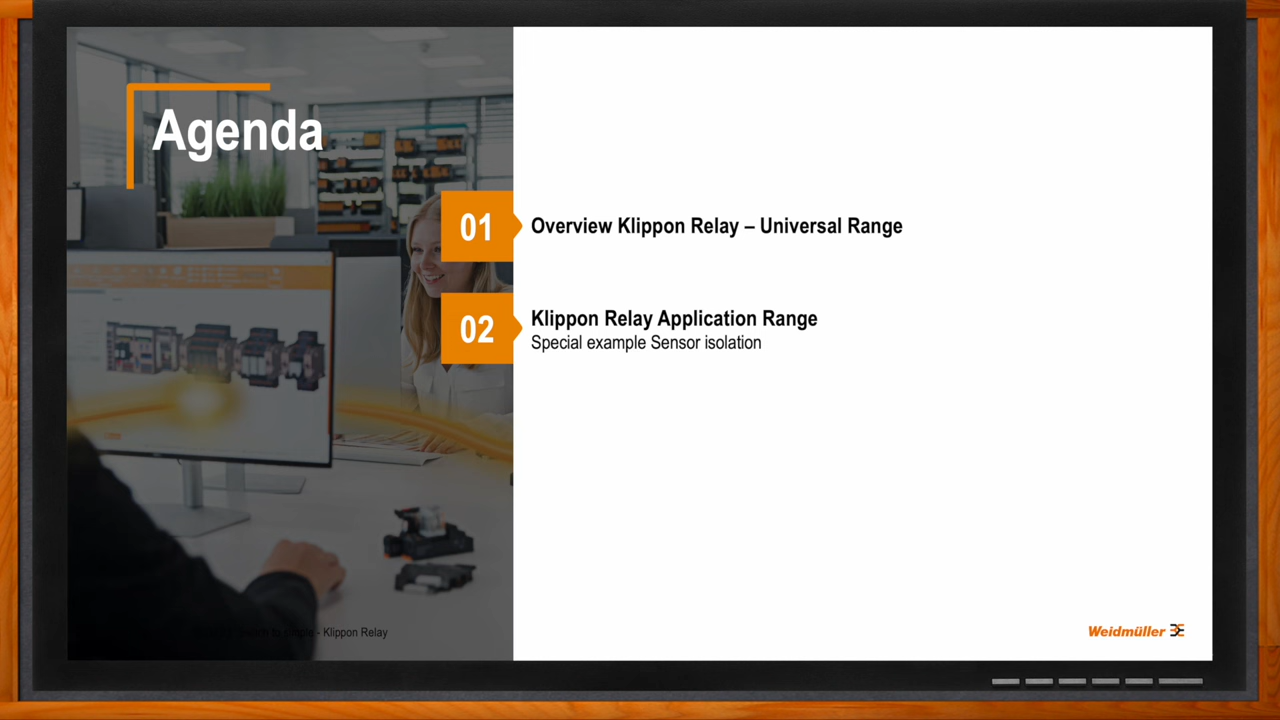 Agenda
01
Overview Klippon Relay – Universal Range
02
Klippon Relay Application Range
Special example Sensor isolation
- Klippon Relay
Weidmüller